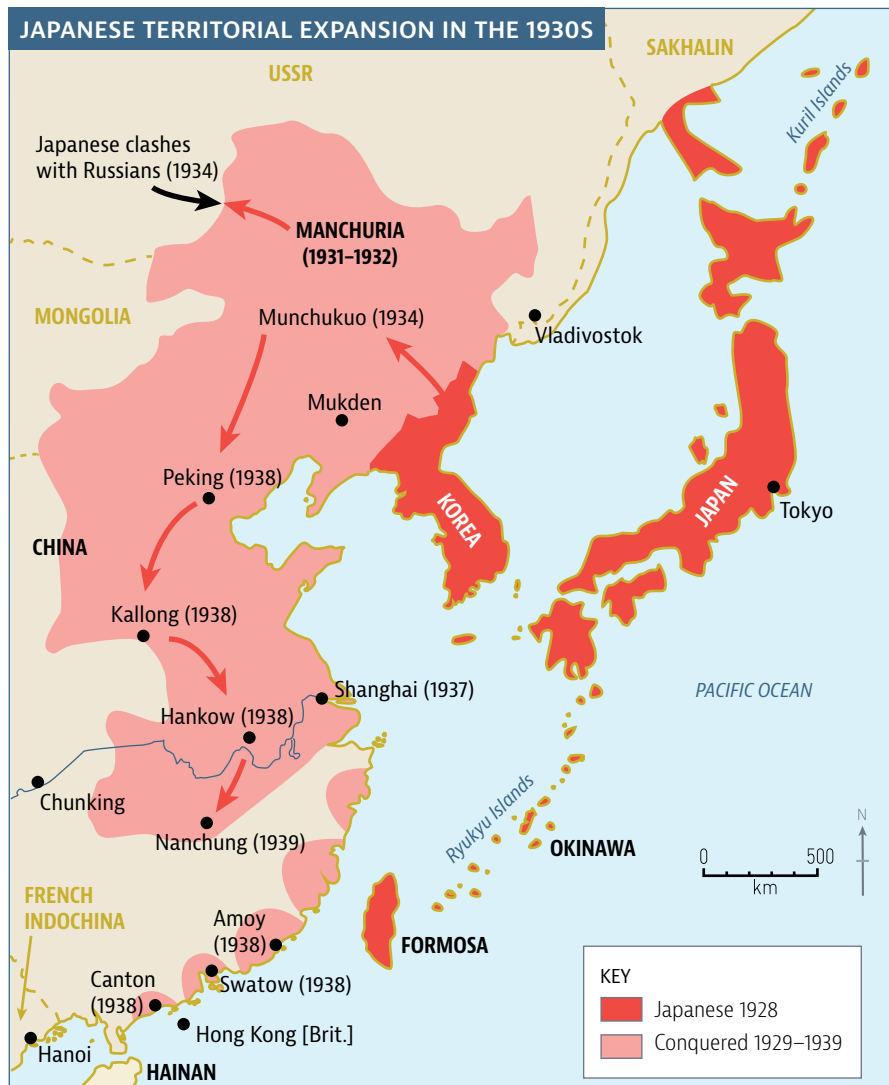 JAPANESE TERRITORIAL EXPANSION IN THE 1930S
SAKHALIN
USSR
Kuril Islands
Japanese clashes
with Russians (1934)
MANCHURIA
(1931–1932)
MONGOLIA
Munchukuo (1934)
Vladivostok
Mukden
Peking (1938)
KOREA
JAPAN
Tokyo
CHINA
Kallong (1938)
Shanghai (1937)
PACIFIC OCEAN
Hankow (1938)
Chunking
Nanchung (1939)
Ryukyu Islands
OKINAWA
N
0 500
km
FRENCH
INDOCHINA
Amoy
(1938)
FORMOSA
Canton
(1938)
Swatow (1938)
Hong Kong [Brit.]
Hanoi
HAINAN
KEY
Japanese 1928
Conquered 1929–1939